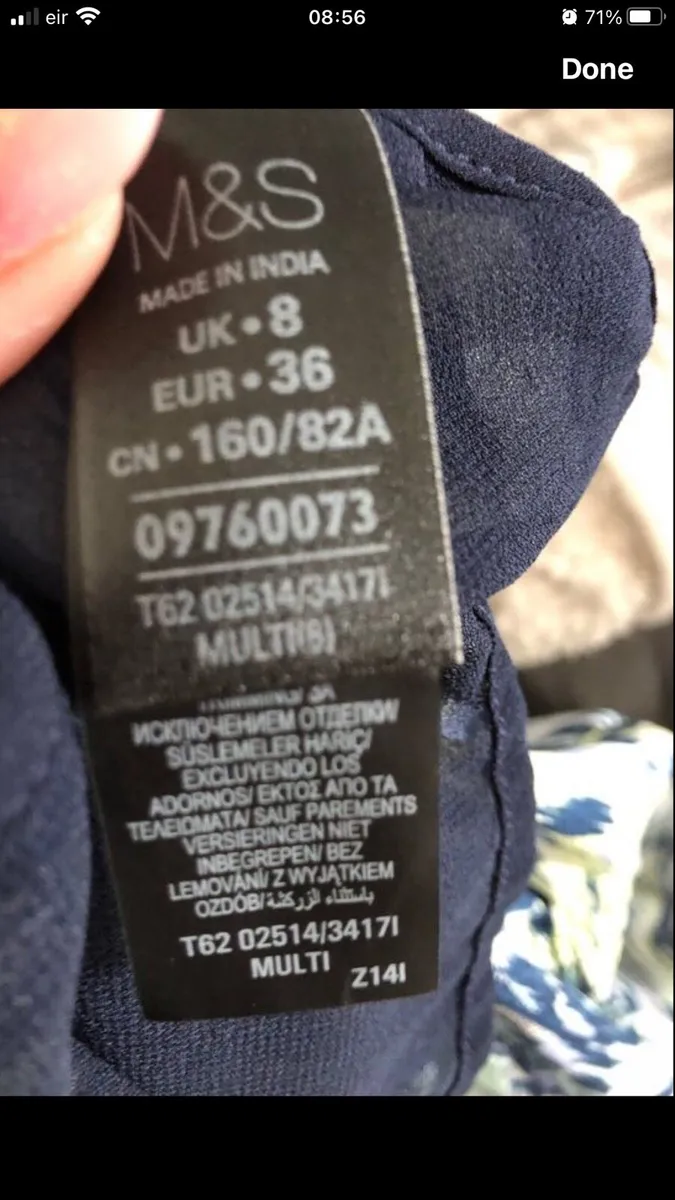 eir 08:56 71%
Done
M&S
MADE IN INDIA
UK • 8
EUR • 36
CN • 160/82A
09760073
T62 02514/3417I
MULTI(8)
ИСКЛЮЧЕНИЕМ ОТДЕЛКИ/
SÜSLEMELER HARİÇ/
EXCLUYENDO LOS
ADORNOS/ ΕΚΤΟΣ ΑΠΟ ΤΑ
ΤΕΛΕΙΩΜΑΤΑ/ SAUF PAREMENTS
VERSIERINGEN NIET
INBEGREPEN/ BEZ
LEMOVÁNÍ/ Z WYJĄTKIEM
OZDÓB/ باستثناء الزركشة
T62 02514/3417I
MULTI Z14I